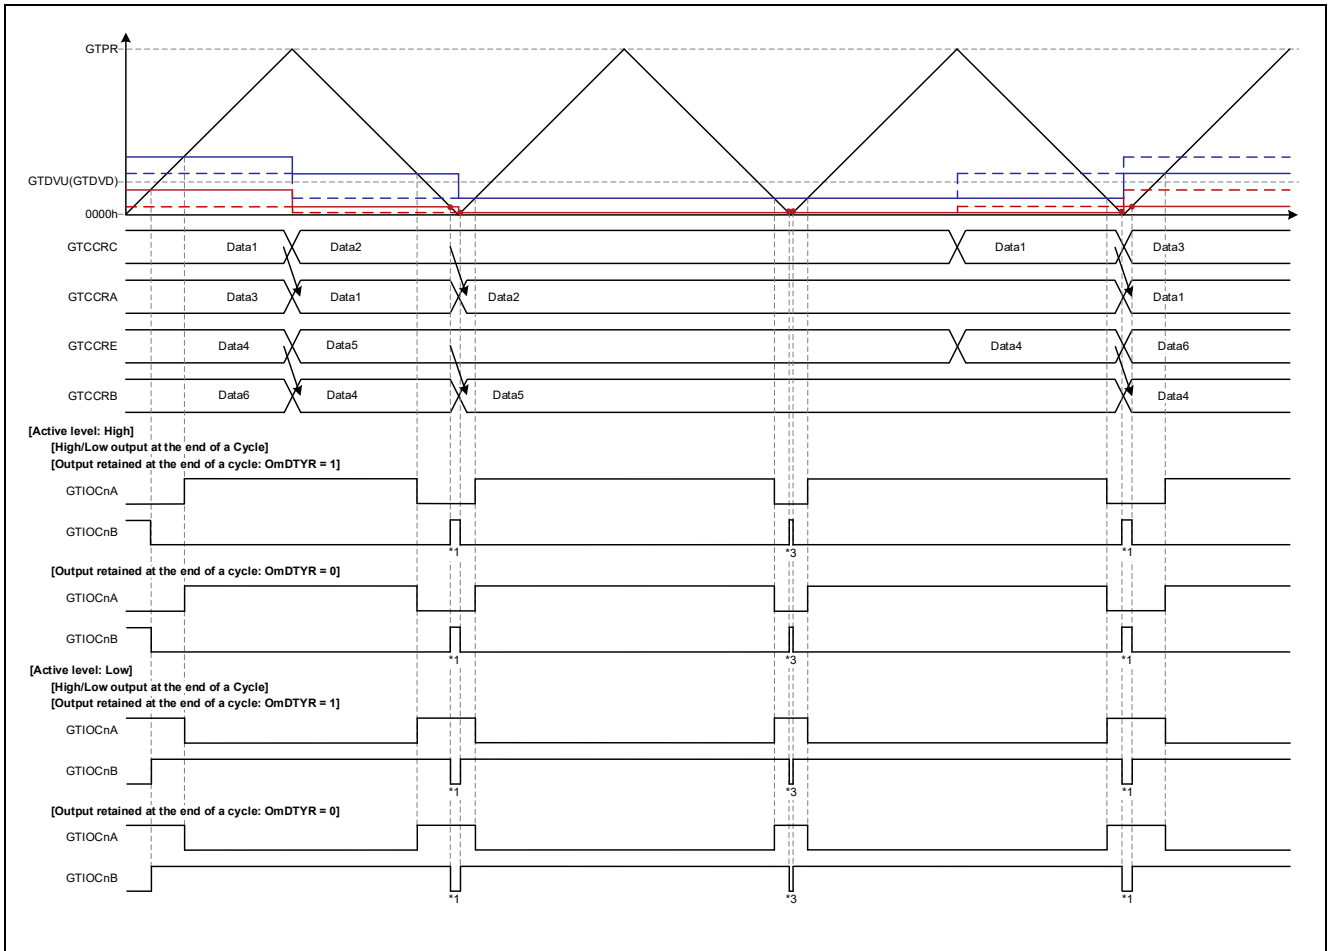 GTPR
GTDVU(GTDVD)
0000h
GTCCRC Data1 Data2 Data1 Data3
GTCCRA Data3 Data1 Data2 Data1
GTCCRE Data4 Data5 Data4 Data6
GTCCRB Data6 Data4 Data5 Data4
[Active level: High]
[High/Low output at the end of a Cycle]
[Output retained at the end of a cycle: OmDTYR = 1]
GTIOCnA
GTIOCnB
*1 *3 *1
[Output retained at the end of a cycle: OmDTYR = 0]
GTIOCnA
GTIOCnB
*1 *3 *1
[Active level: Low]
[High/Low output at the end of a Cycle]
[Output retained at the end of a cycle: OmDTYR = 1]
GTIOCnA
GTIOCnB
*1 *3 *1
[Output retained at the end of a cycle: OmDTYR = 0]
GTIOCnA
GTIOCnB
*1 *3 *1